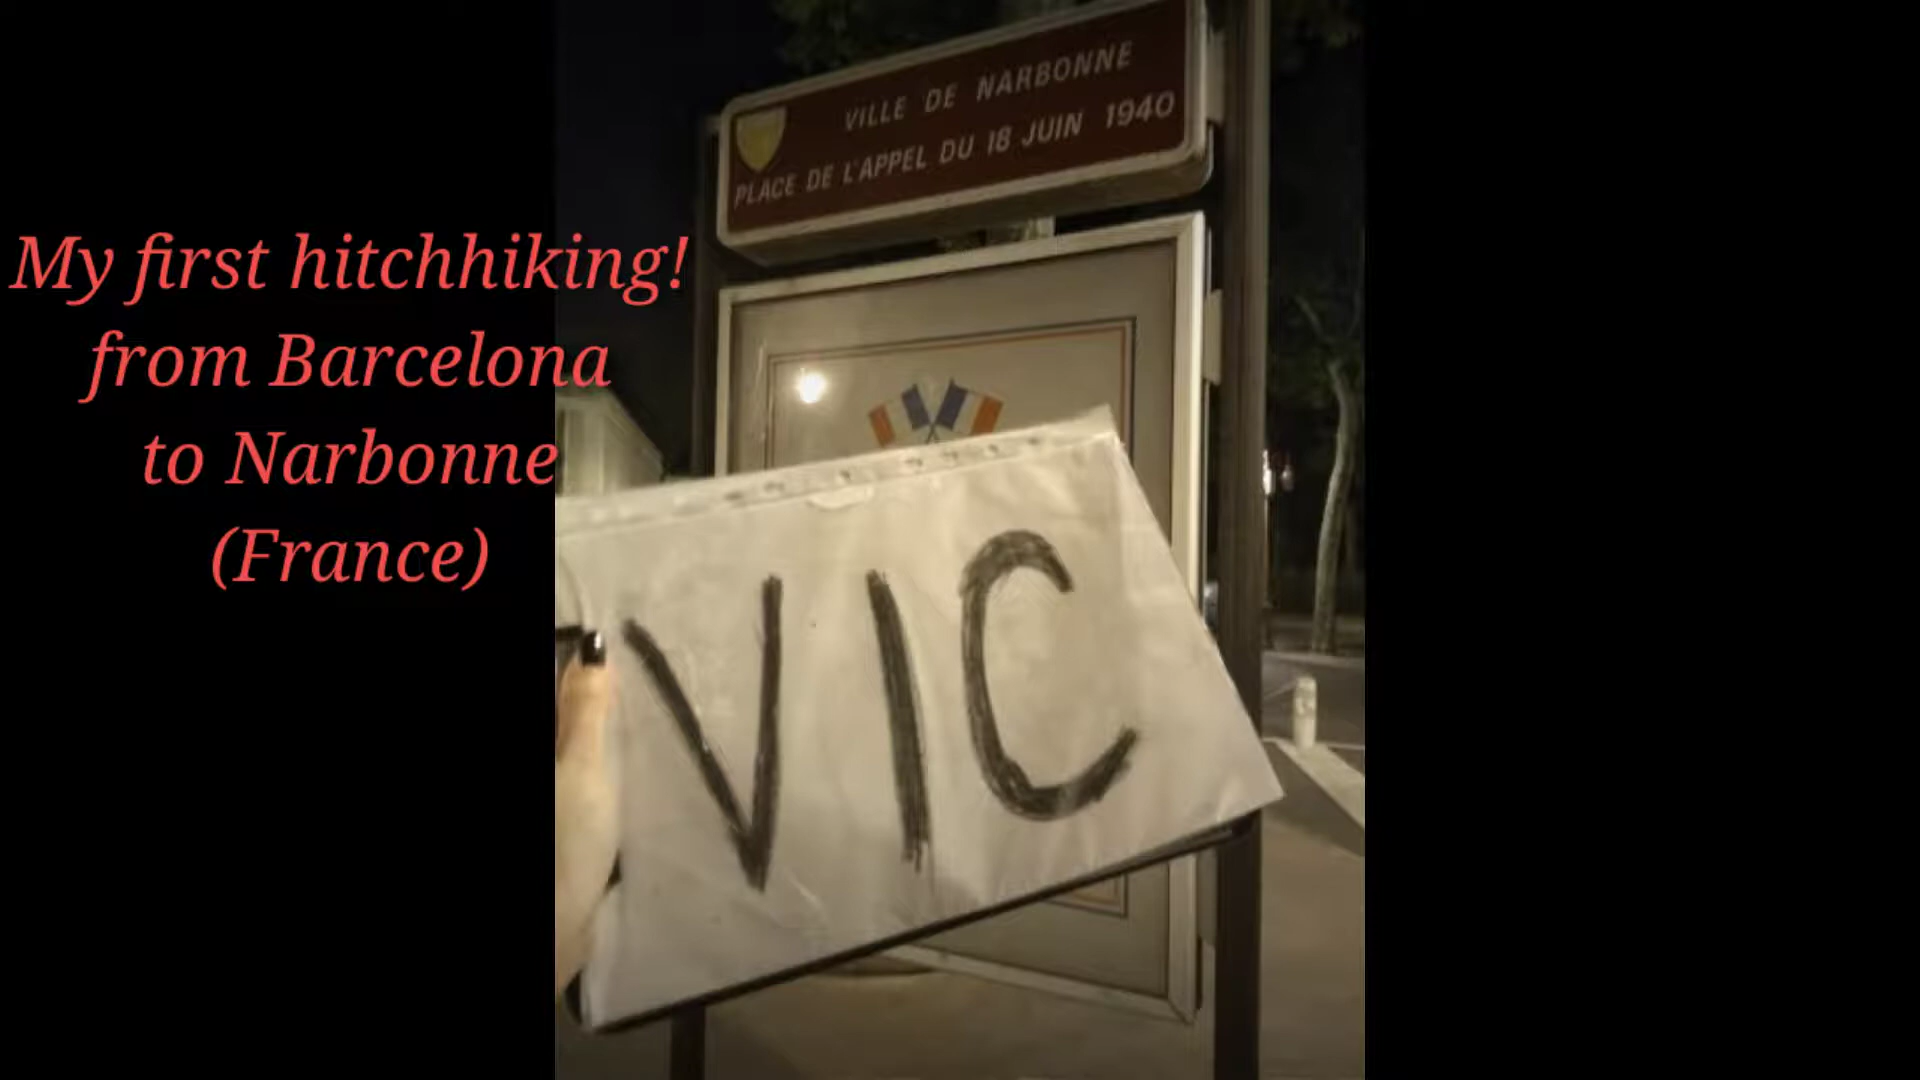 My first hitchhiking!
from Barcelona
to Narbonne
(France)
VILLE DE NARBONNE
PLACE DE L'APPEL DU 18 JUIN 1940
VIC